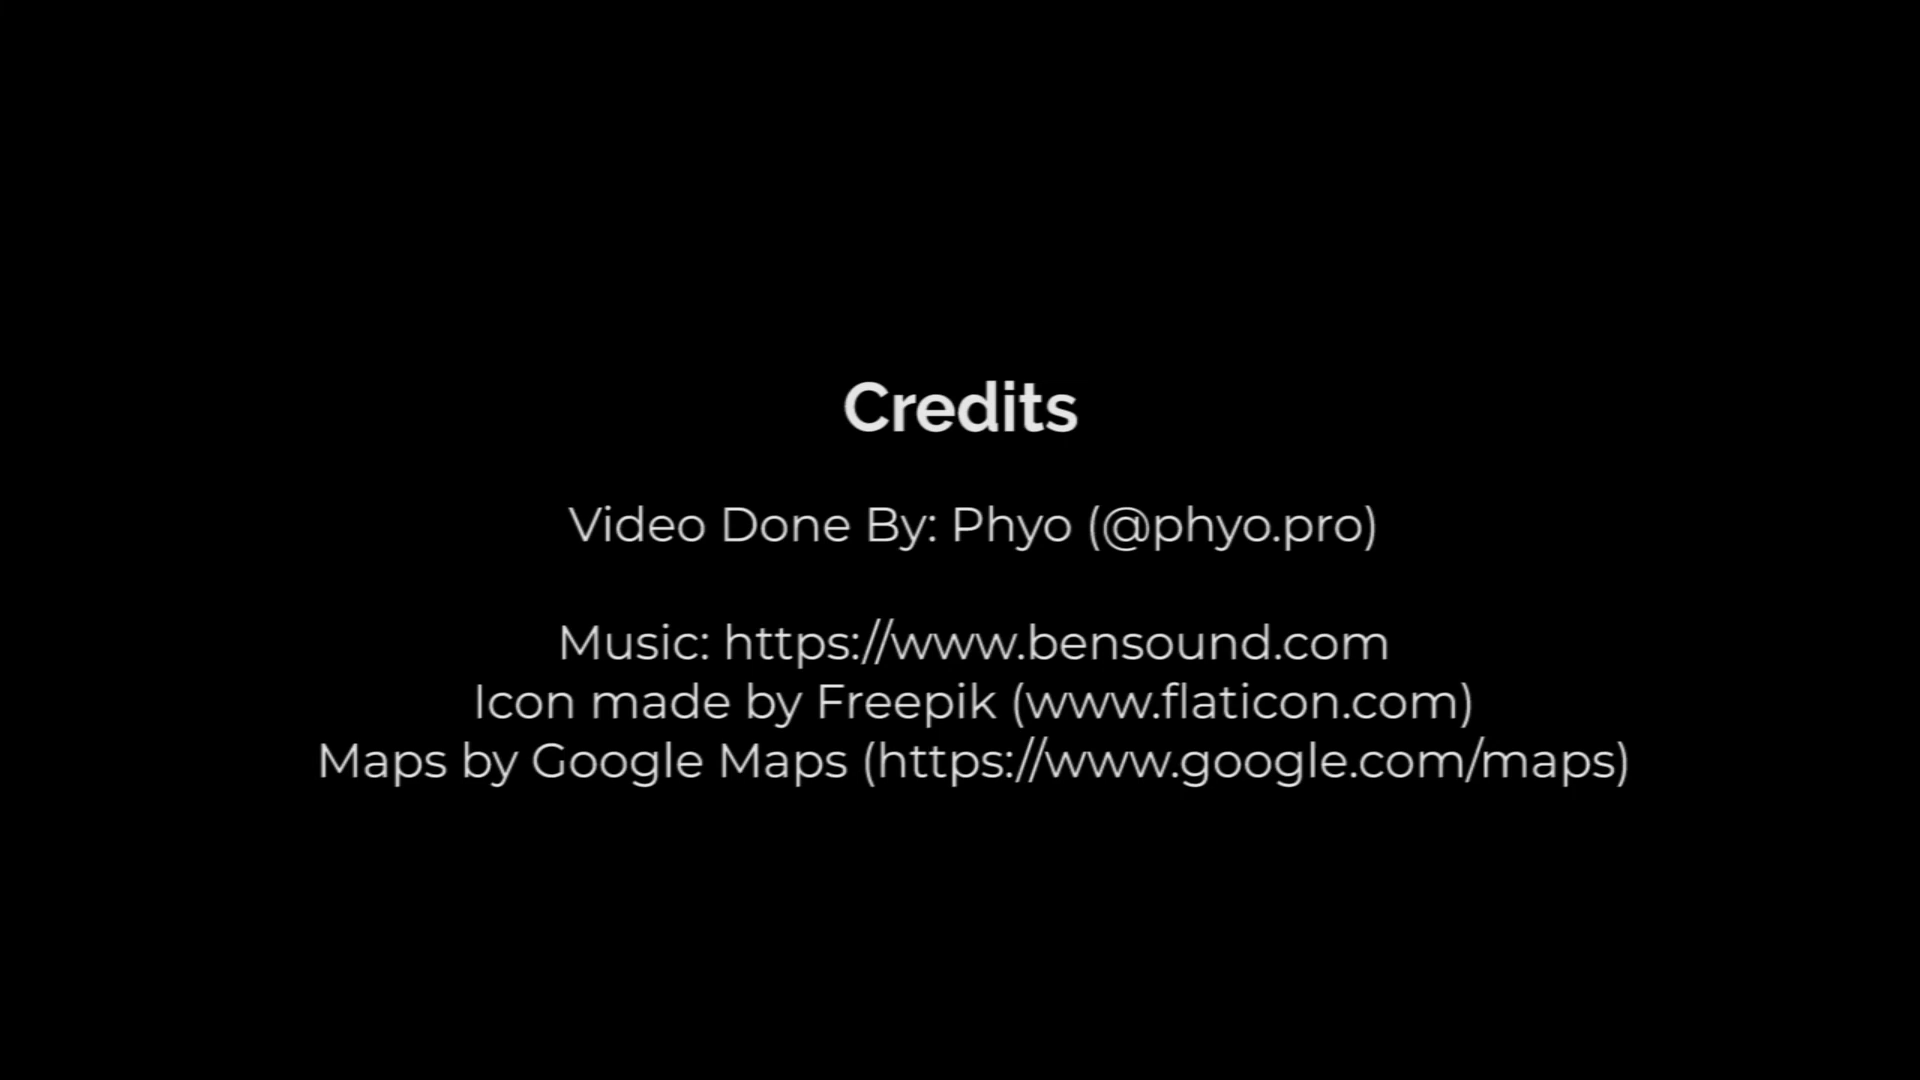 Credits
Video Done By: Phyo (@phyo.pro)
Music: https://www.bensound.com
Icon made by Freepik (www.flaticon.com)
Maps by Google Maps (https://www.google.com/maps)